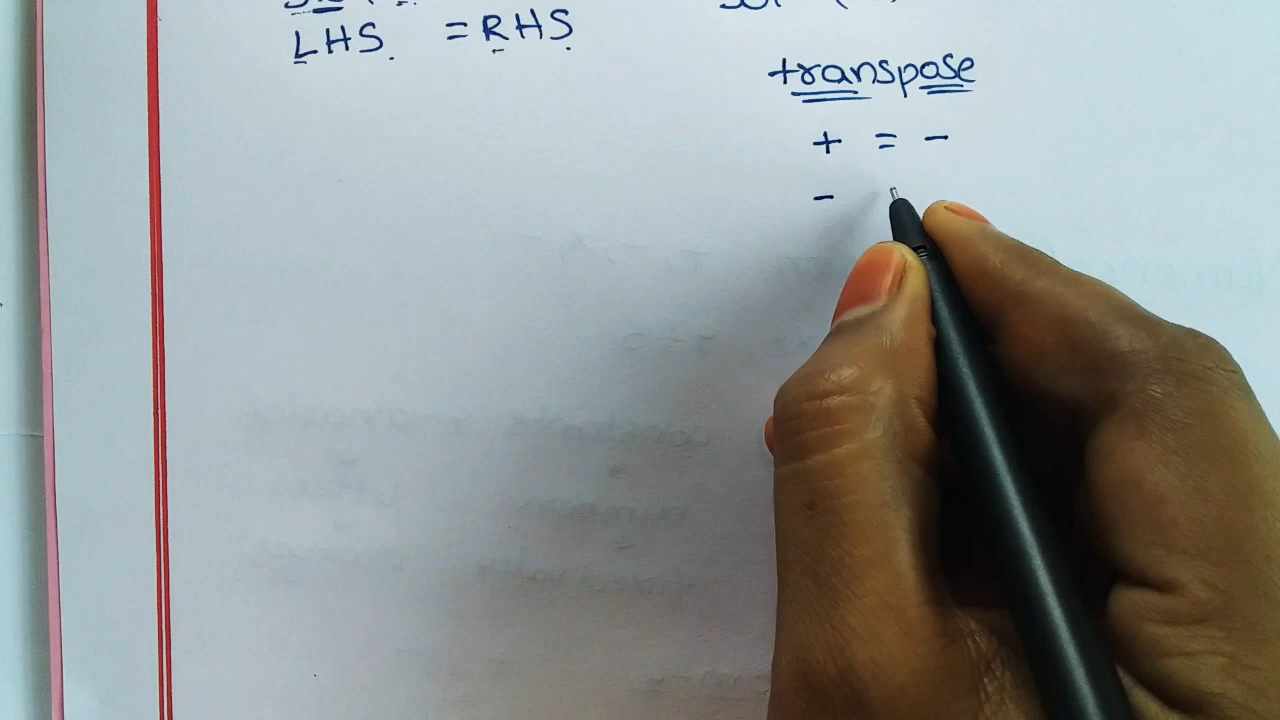 LHS. = RHS
transpose
+ = -
-